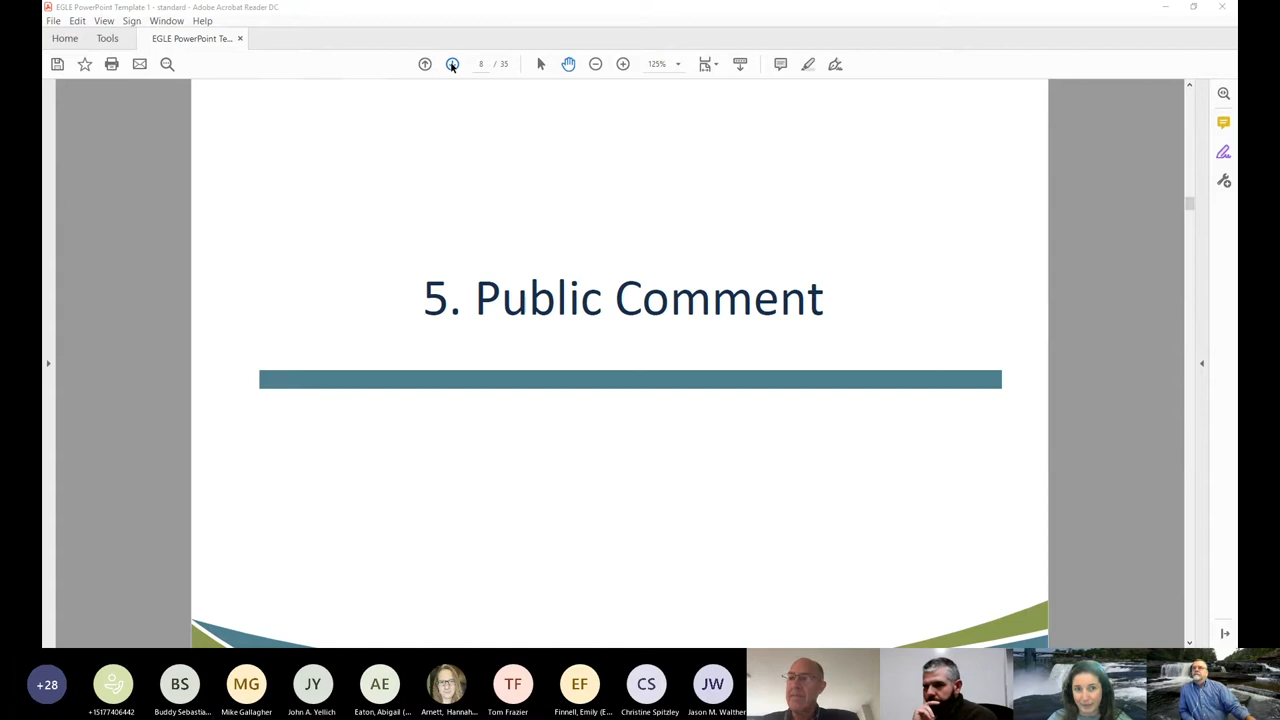 EGLE PowerPoint Template 1 - standard - Adobe Acrobat Reader DC
File Edit View Sign Window Help
Home Tools EGLE PowerPoint Te... ×
8 / 35 125%
5. Public Comment
+28 BS MG JY AE TF EF CS JW
+15177406442 Buddy Sebastia... Mike Gallagher John A. Yellich Eaton, Abigail (... Arnett, Hannah... Tom Frazier Finnell, Emily (E... Christine Spitzley Jason M. Walther